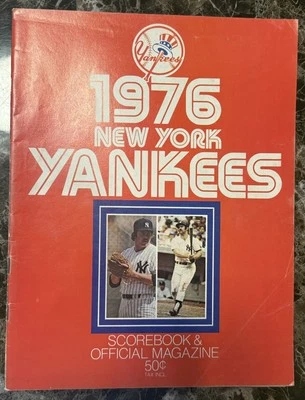 Yankees
1976
NEW YORK
YANKEES
SCOREBOOK &
OFFICIAL MAGAZINE
50¢
TAX INCL.